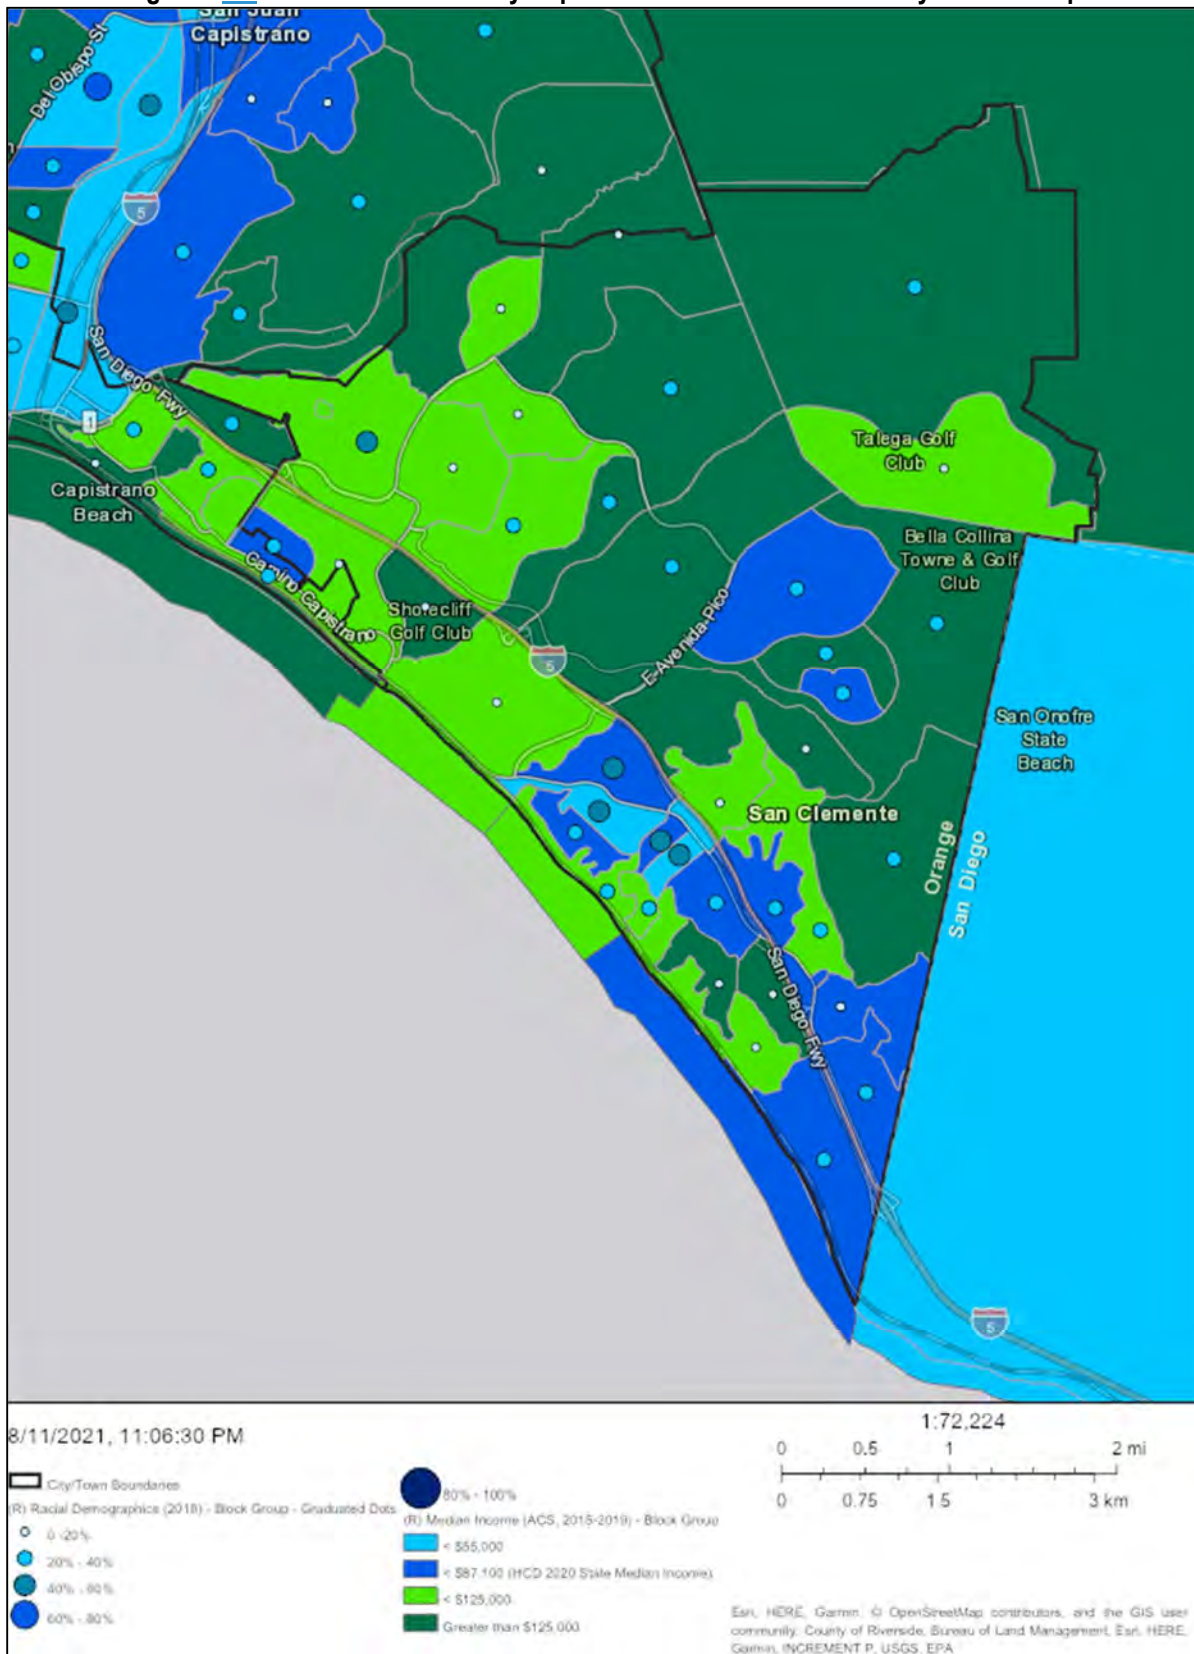 San Juan
Capistrano
Del Obispo St
5
San Diego Fwy
1
Capistrano
Beach
Camino Capistrano
Shorecliff
Golf Club
5
E Avenida Pico
Talega Golf
Club
Bella Collina
Towne & Golf
Club
San Onofre
State
Beach
San Clemente
Orange
San Diego
San Diego Fwy
5
8/11/2021, 11:06:30 PM
City/Town Boundaries
(R) Racial Demographics (2018) - Block Group - Graduated Dots
0 -20%
20% - 40%
40% - 60%
60% - 80%
80% - 100%
(R) Median Income (ACS, 2015-2019) - Block Group
< $55,000
< $87,100 (HCD 2020 State Median Income)
< $125,000
Greater than $125,000
1:72,224
0 0.5 1 2 mi
0 0.75 1.5 3 km
Esri, HERE, Garmin, © OpenStreetMap contributors, and the GIS user
community, County of Riverside, Bureau of Land Management, Esri, HERE,
Garmin, INCREMENT P, USGS, EPA